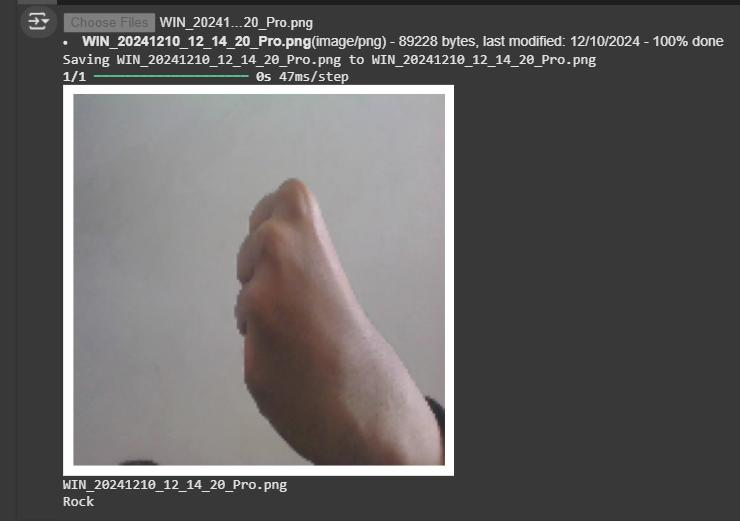 Choose Files WIN_20241...20_Pro.png
• WIN_20241210_12_14_20_Pro.png(image/png) - 89228 bytes, last modified: 12/10/2024 - 100% done
Saving WIN_20241210_12_14_20_Pro.png to WIN_20241210_12_14_20_Pro.png
1/1 ━━━━━━━━━━━━━━━━━━━━ 0s 47ms/step
WIN_20241210_12_14_20_Pro.png
Rock